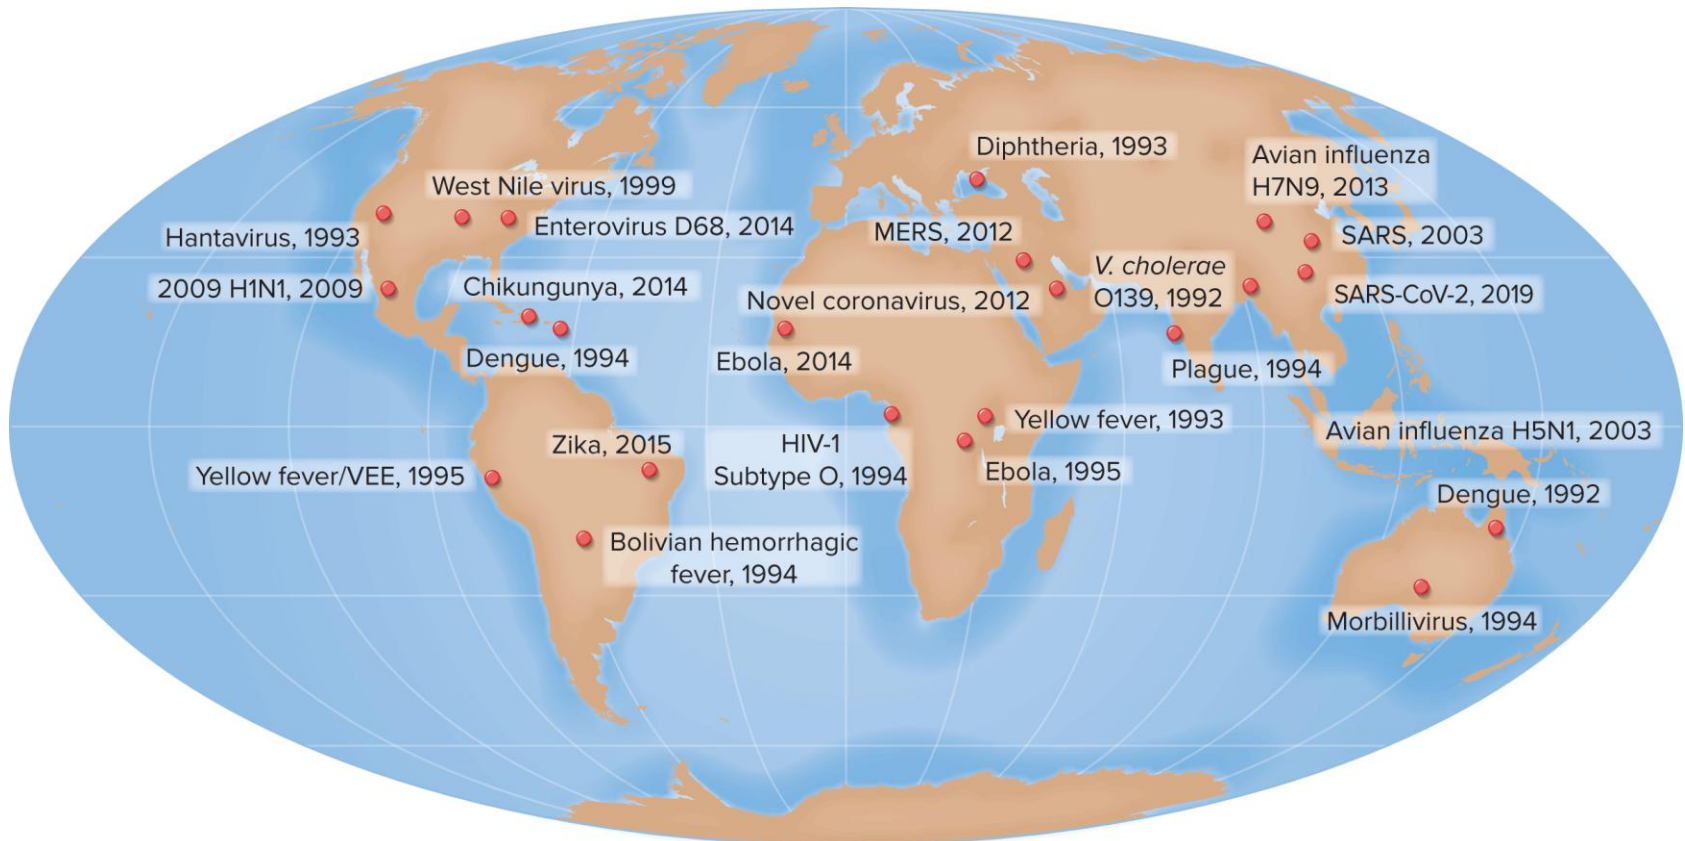 Diphtheria, 1993
Avian influenza
H7N9, 2013
West Nile virus, 1999
Enterovirus D68, 2014
Hantavirus, 1993
MERS, 2012
SARS, 2003
V. cholerae
O139, 1992
2009 H1N1, 2009
Chikungunya, 2014
Novel coronavirus, 2012
SARS-CoV-2, 2019
Dengue, 1994
Ebola, 2014
Plague, 1994
Yellow fever, 1993
Avian influenza H5N1, 2003
Zika, 2015
HIV-1
Subtype O, 1994
Ebola, 1995
Yellow fever/VEE, 1995
Dengue, 1992
Bolivian hemorrhagic
fever, 1994
Morbillivirus, 1994